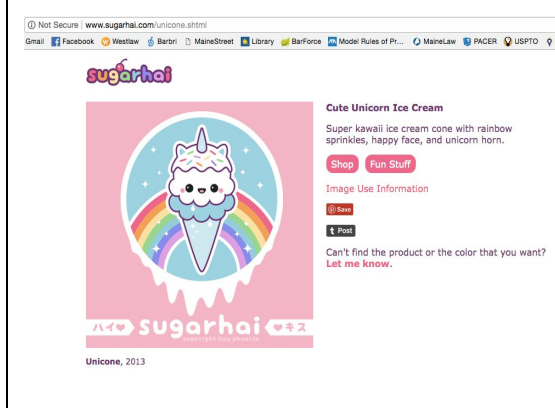 Not Secure | www.sugarhai.com/unicone.shtml
Gmail Facebook Westlaw Barbri MaineStreet Library BarForce Model Rules of Pr... MaineLaw PACER USPTO
sugarhai
Cute Unicorn Ice Cream
Super kawaii ice cream cone with rainbow
sprinkles, happy face, and unicorn horn.
Shop Fun Stuff
Image Use Information
Save
t Post
Can't find the product or the color that you want?
Let me know.
ハイ♥ sugarhai ♥キス
copyright lisa phoenix
Unicone, 2013